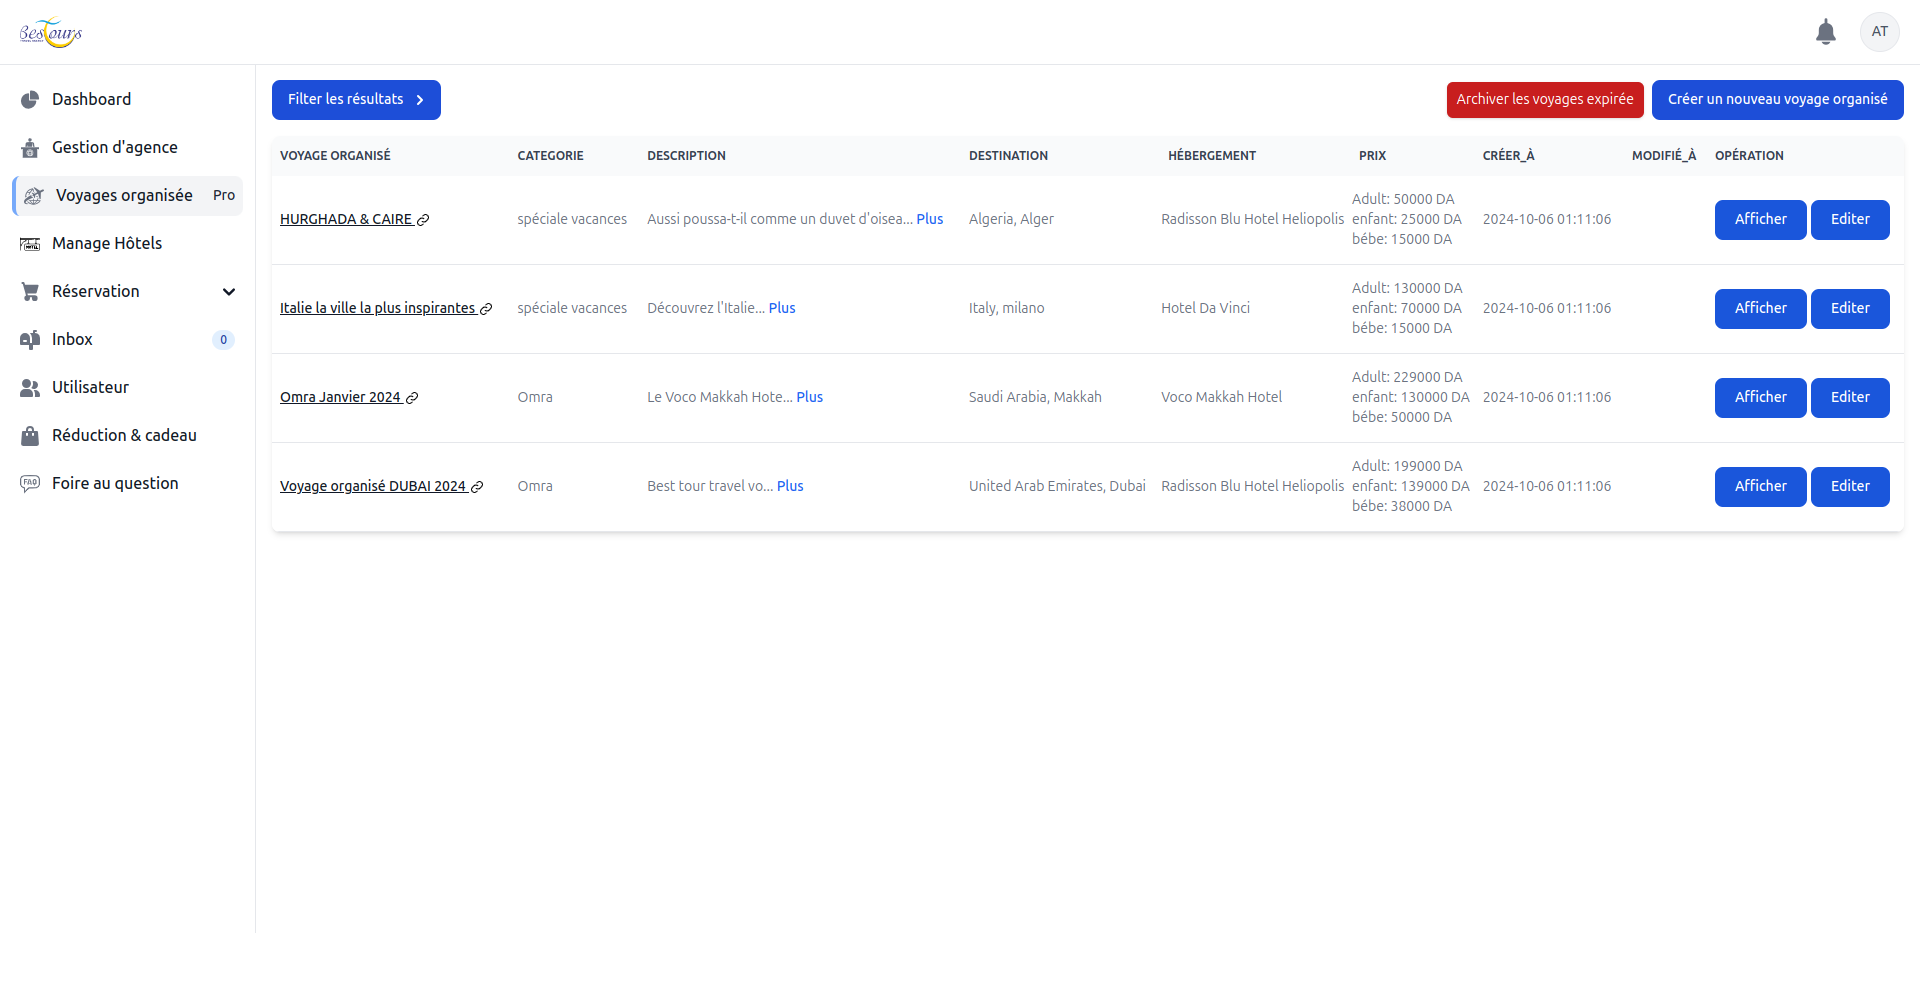 BesTours
AT
Dashboard
Gestion d'agence
Voyages organisée Pro
Manage Hôtels
Réservation
Inbox 0
Utilisateur
Réduction & cadeau
FAQ Foire au question
Filter les résultats
Archiver les voyages expirée
Créer un nouveau voyage organisé
VOYAGE ORGANISÉ CATEGORIE DESCRIPTION DESTINATION HÉBERGEMENT PRIX CRÉER_À MODIFIÉ_À OPÉRATION
HURGHADA & CAIRE spéciale vacances Aussi poussa-t-il comme un duvet d'oisea... Plus Algeria, Alger Radisson Blu Hotel Heliopolis
Adult: 50000 DA
enfant: 25000 DA
bébe: 15000 DA
2024-10-06 01:11:06 Afficher Editer
Italie la ville la plus inspirantes spéciale vacances Découvrez l'Italie... Plus Italy, milano Hotel Da Vinci
Adult: 130000 DA
enfant: 70000 DA
bébe: 15000 DA
2024-10-06 01:11:06 Afficher Editer
Omra Janvier 2024 Omra Le Voco Makkah Hote... Plus Saudi Arabia, Makkah Voco Makkah Hotel
Adult: 229000 DA
enfant: 130000 DA
bébe: 50000 DA
2024-10-06 01:11:06 Afficher Editer
Voyage organisé DUBAI 2024 Omra Best tour travel vo... Plus United Arab Emirates, Dubai Radisson Blu Hotel Heliopolis
Adult: 199000 DA
enfant: 139000 DA
bébe: 38000 DA
2024-10-06 01:11:06 Afficher Editer